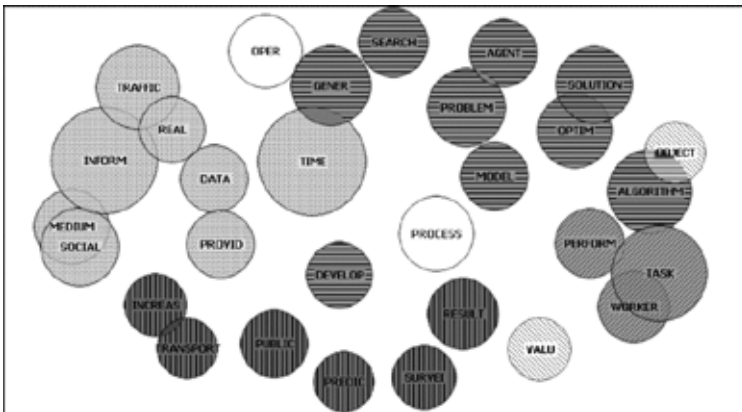 OPER
SEARCH
AGENT
TRAFFIC
GENER
SOLUTION
PROBLEM
REAL
OPTIM
INFORM
TIME
OBJECT
DATA
MODEL
ALGORITHM
MEDIUM
PROCESS
SOCIAL
PROVID
PERFORM
DEVELOP
TASK
INCREAS
RESULT
WORKER
TRANSPORT
PUBLIC
VALU
PREDIC
SURVEI